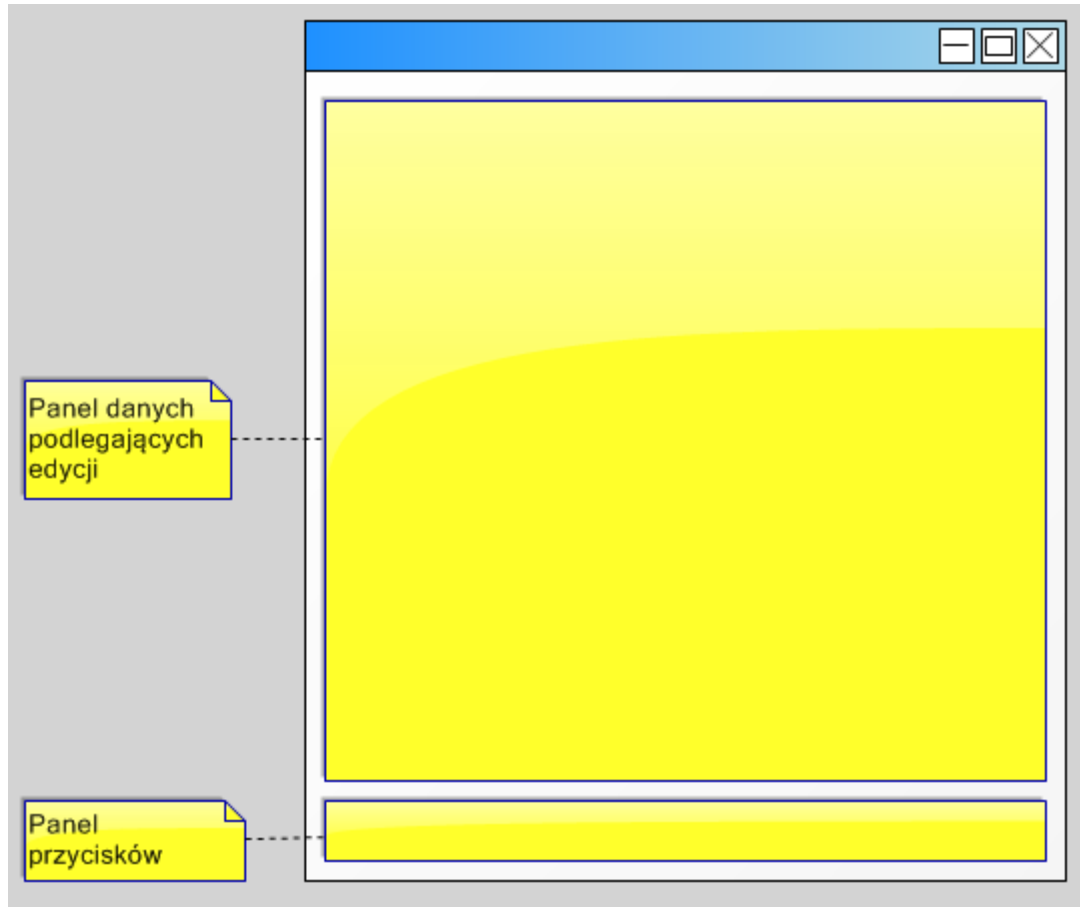 Panel danych
podlegających
edycji
Panel
przycisków